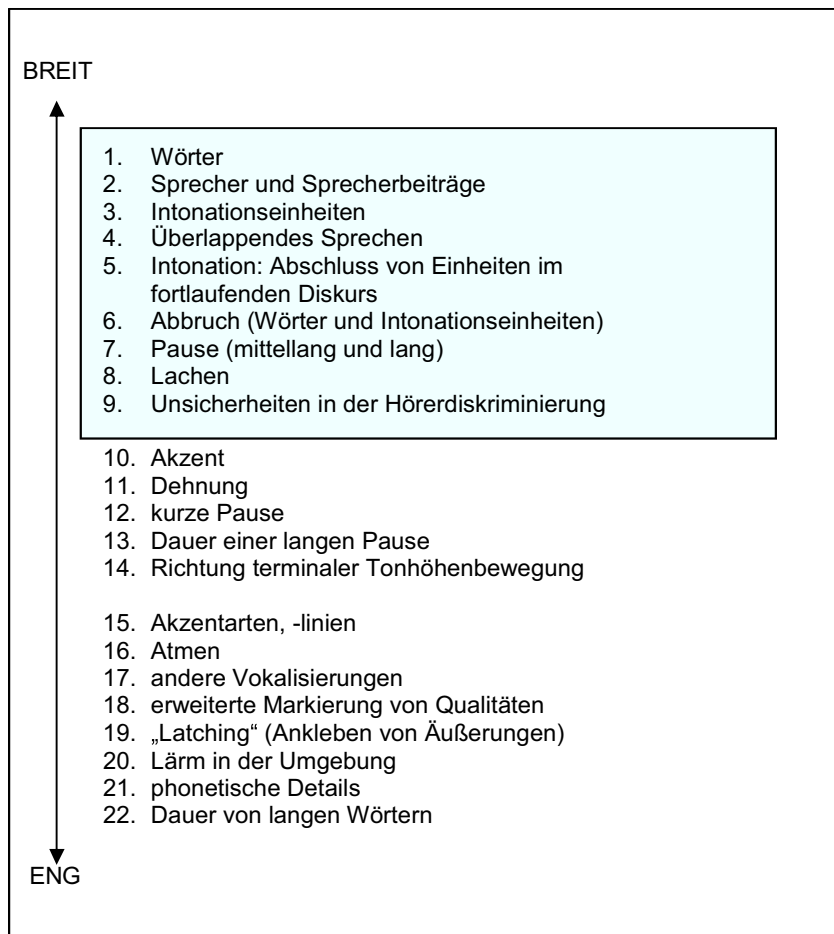 BREIT
1. Wörter
2. Sprecher und Sprecherbeiträge
3. Intonationseinheiten
4. Überlappendes Sprechen
5. Intonation: Abschluss von Einheiten im
fortlaufenden Diskurs
6. Abbruch (Wörter und Intonationseinheiten)
7. Pause (mittellang und lang)
8. Lachen
9. Unsicherheiten in der Hörerdiskriminierung
10. Akzent
11. Dehnung
12. kurze Pause
13. Dauer einer langen Pause
14. Richtung terminaler Tonhöhenbewegung
15. Akzentarten, -linien
16. Atmen
17. andere Vokalisierungen
18. erweiterte Markierung von Qualitäten
19. „Latching“ (Ankleben von Äußerungen)
20. Lärm in der Umgebung
21. phonetische Details
22. Dauer von langen Wörtern
ENG